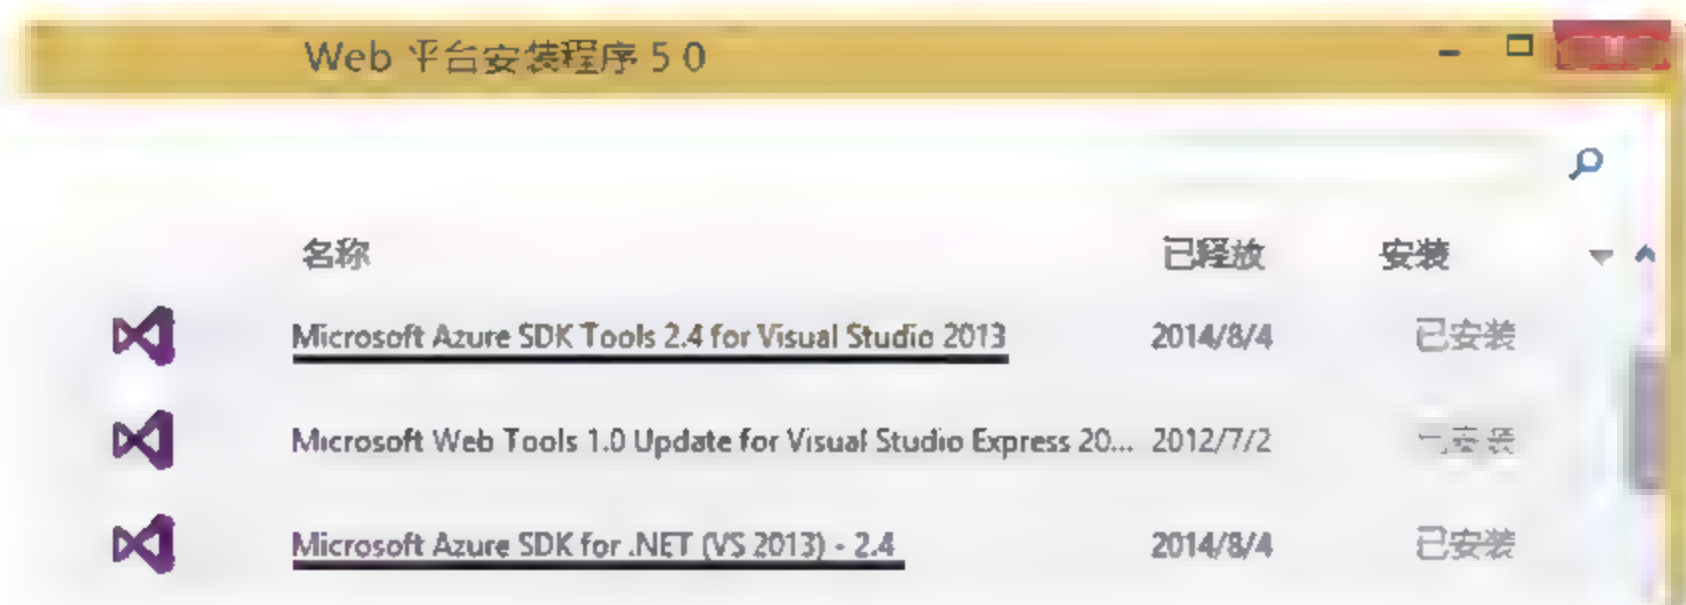 Web 平台安装程序 5 0
名称 已释放 安装
Microsoft Azure SDK Tools 2.4 for Visual Studio 2013 2014/8/4 已安装
Microsoft Web Tools 1.0 Update for Visual Studio Express 20... 2012/7/2 已安装
Microsoft Azure SDK for .NET (VS 2013) - 2.4 2014/8/4 已安装